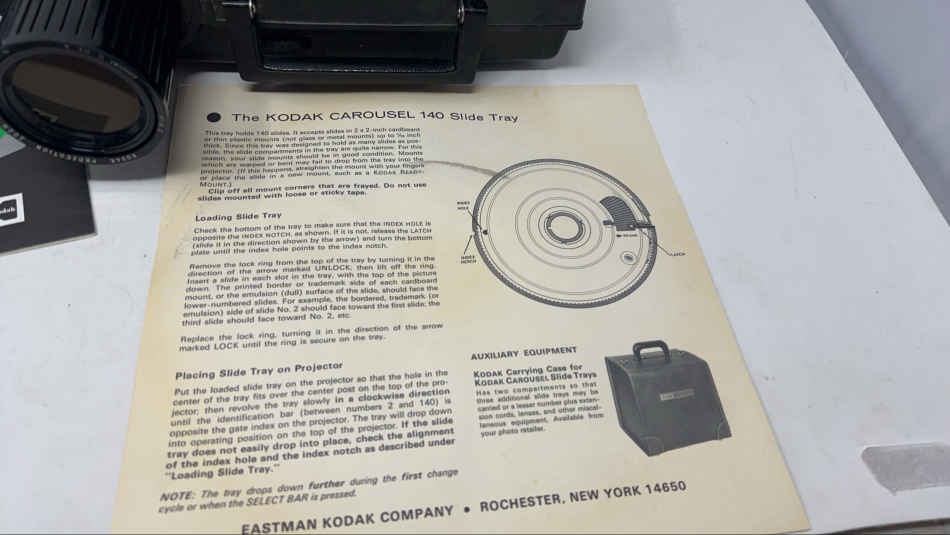 The KODAK CAROUSEL 140 Slide Tray
This tray holds 140 slides. It accepts slides in 2 x 2-inch cardboard
or thin plastic mounts (not glass or metal mounts) up to 1/16 inch
thick. Since this tray was designed to hold as many slides as pos-
sible, the slide compartments in the tray are quite narrow. For this
reason, your slide mounts should be in good condition. Mounts
which are warped or bent may fail to drop from the tray into the
projector. (If this happens, straighten the mount with your fingers
or place the slide in a new mount, such as a KODAK READY-
MOUNT.)
Clip off all mount corners that are frayed. Do not use
slides mounted with loose or sticky tape.
Loading Slide Tray
Check the bottom of the tray to make sure that the INDEX HOLE is
opposite the INDEX NOTCH, as shown. If it is not, release the LATCH
(slide it in the direction shown by the arrow) and turn the bottom
plate until the index hole points to the index notch.
Remove the lock ring from the top of the tray by turning it in the
direction of the arrow marked UNLOCK, then lift off the ring.
Insert a slide in each slot in the tray, with the top of the picture
down. The printed border or trademark side of each cardboard
mount, or the emulsion (dull) surface of the slide, should face the
lower-numbered slides. For example, the bordered, trademark (or
emulsion) side of slide No. 2 should face toward the first slide; the
third slide should face toward No. 2, etc.
Replace the lock ring, turning it in the direction of the arrow
marked LOCK until the ring is secure on the tray.
Placing Slide Tray on Projector
Put the loaded slide tray on the projector so that the hole in the
center of the tray fits over the center post on the top of the pro-
jector; then revolve the tray slowly in a clockwise direction
until the identification bar (between numbers 2 and 140) is
opposite the gate index on the projector. The tray will drop down
into operating position on the top of the projector. If the slide
tray does not easily drop into place, check the alignment
of the index hole and the index notch as described under
"Loading Slide Tray."
NOTE: The tray drops down further during the first change
cycle or when the SELECT BAR is pressed.
INDEX
HOLE
INDEX
NOTCH
LATCH
AUXILIARY EQUIPMENT
KODAK Carrying Case for
KODAK CAROUSEL Slide Trays
Has two compartments so that
three additional slide trays may be
carried or a lesser number plus exten-
sion cords, lenses, and other miscel-
laneous equipment. Available from
your photo retailer.
EASTMAN KODAK COMPANY • ROCHESTER, NEW YORK 14650
Kodak